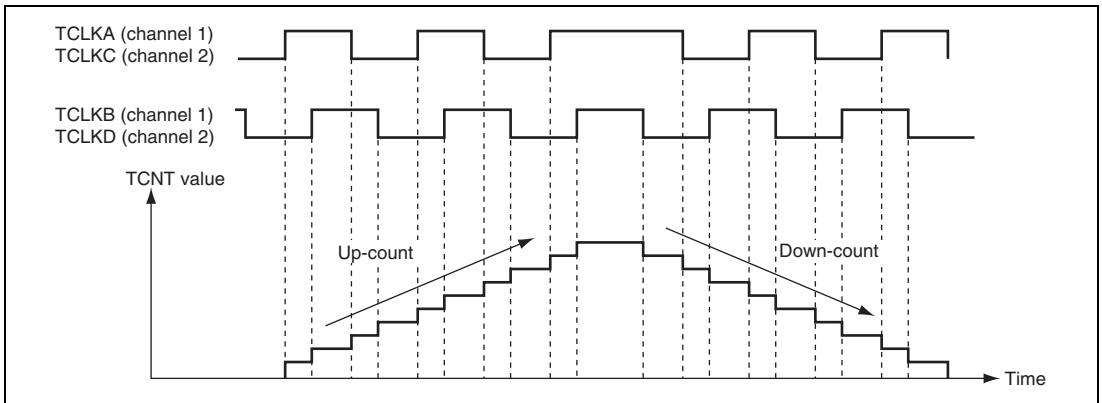 TCLKA (channel 1)
TCLKC (channel 2)
TCLKB (channel 1)
TCLKD (channel 2)
TCNT value
Up-count
Down-count
Time